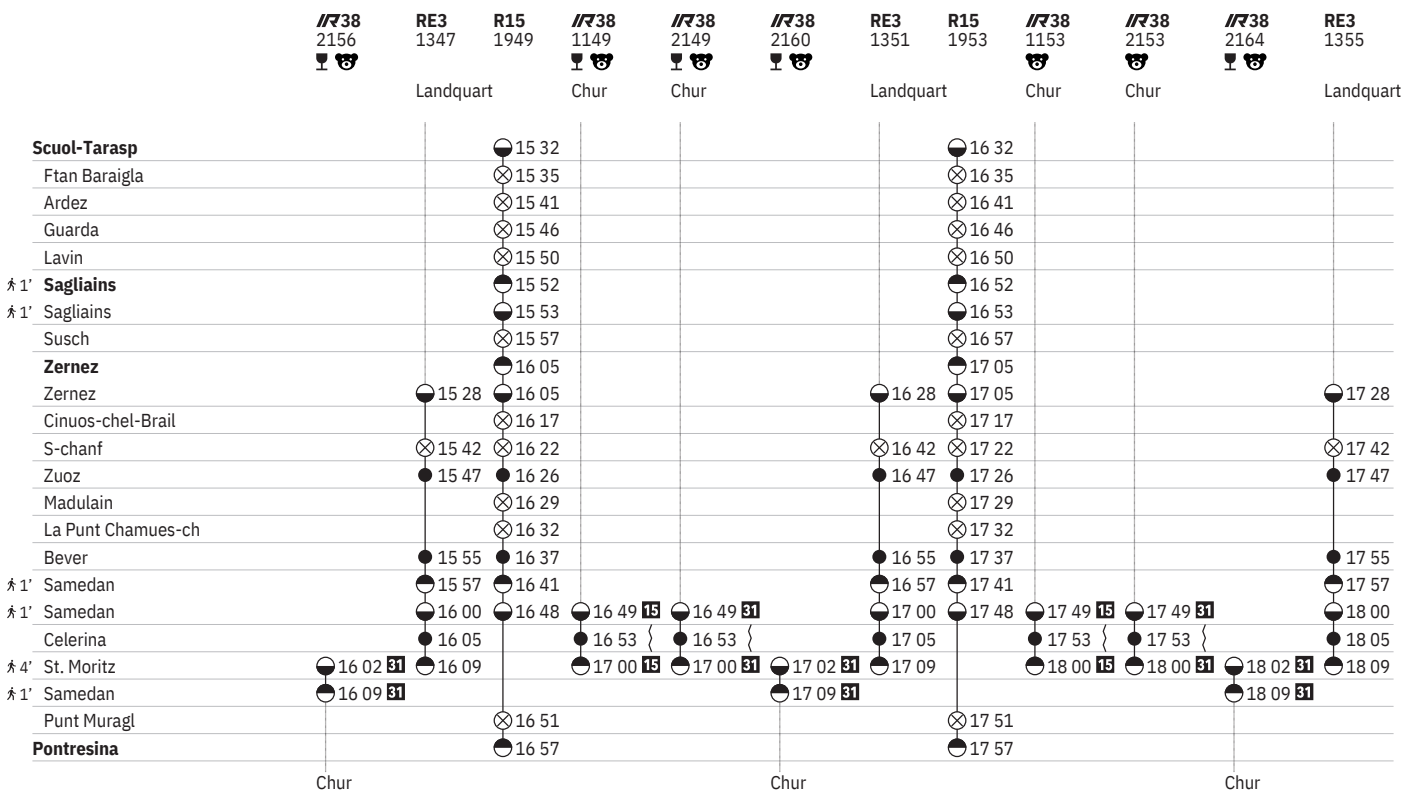 IR38 RE3 R15 IR38 IR38 IR38 RE3 R15 IR38 IR38 IR38 RE3
2156 1347 1949 1149 2149 2160 1351 1953 1153 2153 2164 1355
Landquart Chur Chur Landquart Chur Chur Landquart
Scuol-Tarasp 15 32 16 32
Ftan Baraigla 15 35 16 35
Ardez 15 41 16 41
Guarda 15 46 16 46
Lavin 15 50 16 50
1’ Sagliains 15 52 16 52
1’ Sagliains 15 53 16 53
Susch 15 57 16 57
Zernez 16 05 17 05
Zernez 15 28 16 05 16 28 17 05 17 28
Cinuos-chel-Brail 16 17 17 17
S-chanf 15 42 16 22 16 42 17 22 17 42
Zuoz 15 47 16 26 16 47 17 26 17 47
Madulain 16 29 17 29
La Punt Chamues-ch 16 32 17 32
Bever 15 55 16 37 16 55 17 37 17 55
1’ Samedan 15 57 16 41 16 57 17 41 17 57
1’ Samedan 16 00 16 48 16 49 15 16 49 31 17 00 17 48 17 49 15 17 49 31 18 00
Celerina 16 05 16 53 16 53 17 05 17 53 17 53 18 05
4’ St. Moritz 16 02 31 16 09 17 00 15 17 00 31 17 02 31 17 09 18 00 15 18 00 31 18 02 31 18 09
1’ Samedan 16 09 31 17 09 31 18 09 31
Punt Muragl 16 51 17 51
Pontresina 16 57 17 57
Chur Chur Chur